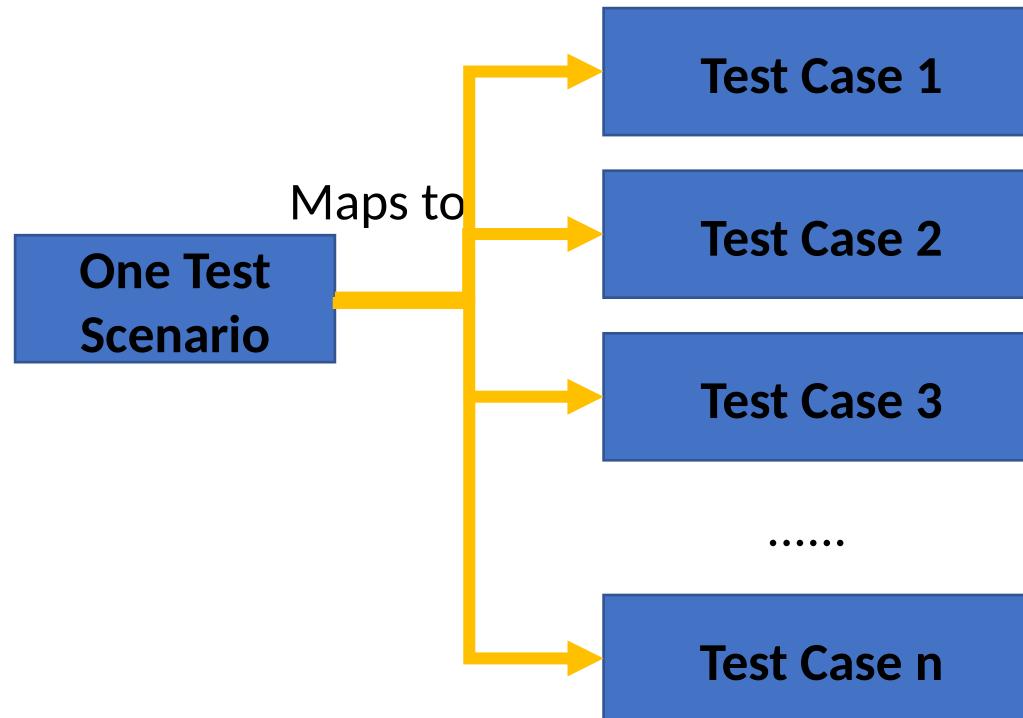 Test Case 1
Maps to
Test Case 2
One Test
Scenario
Test Case 3
......
Test Case n